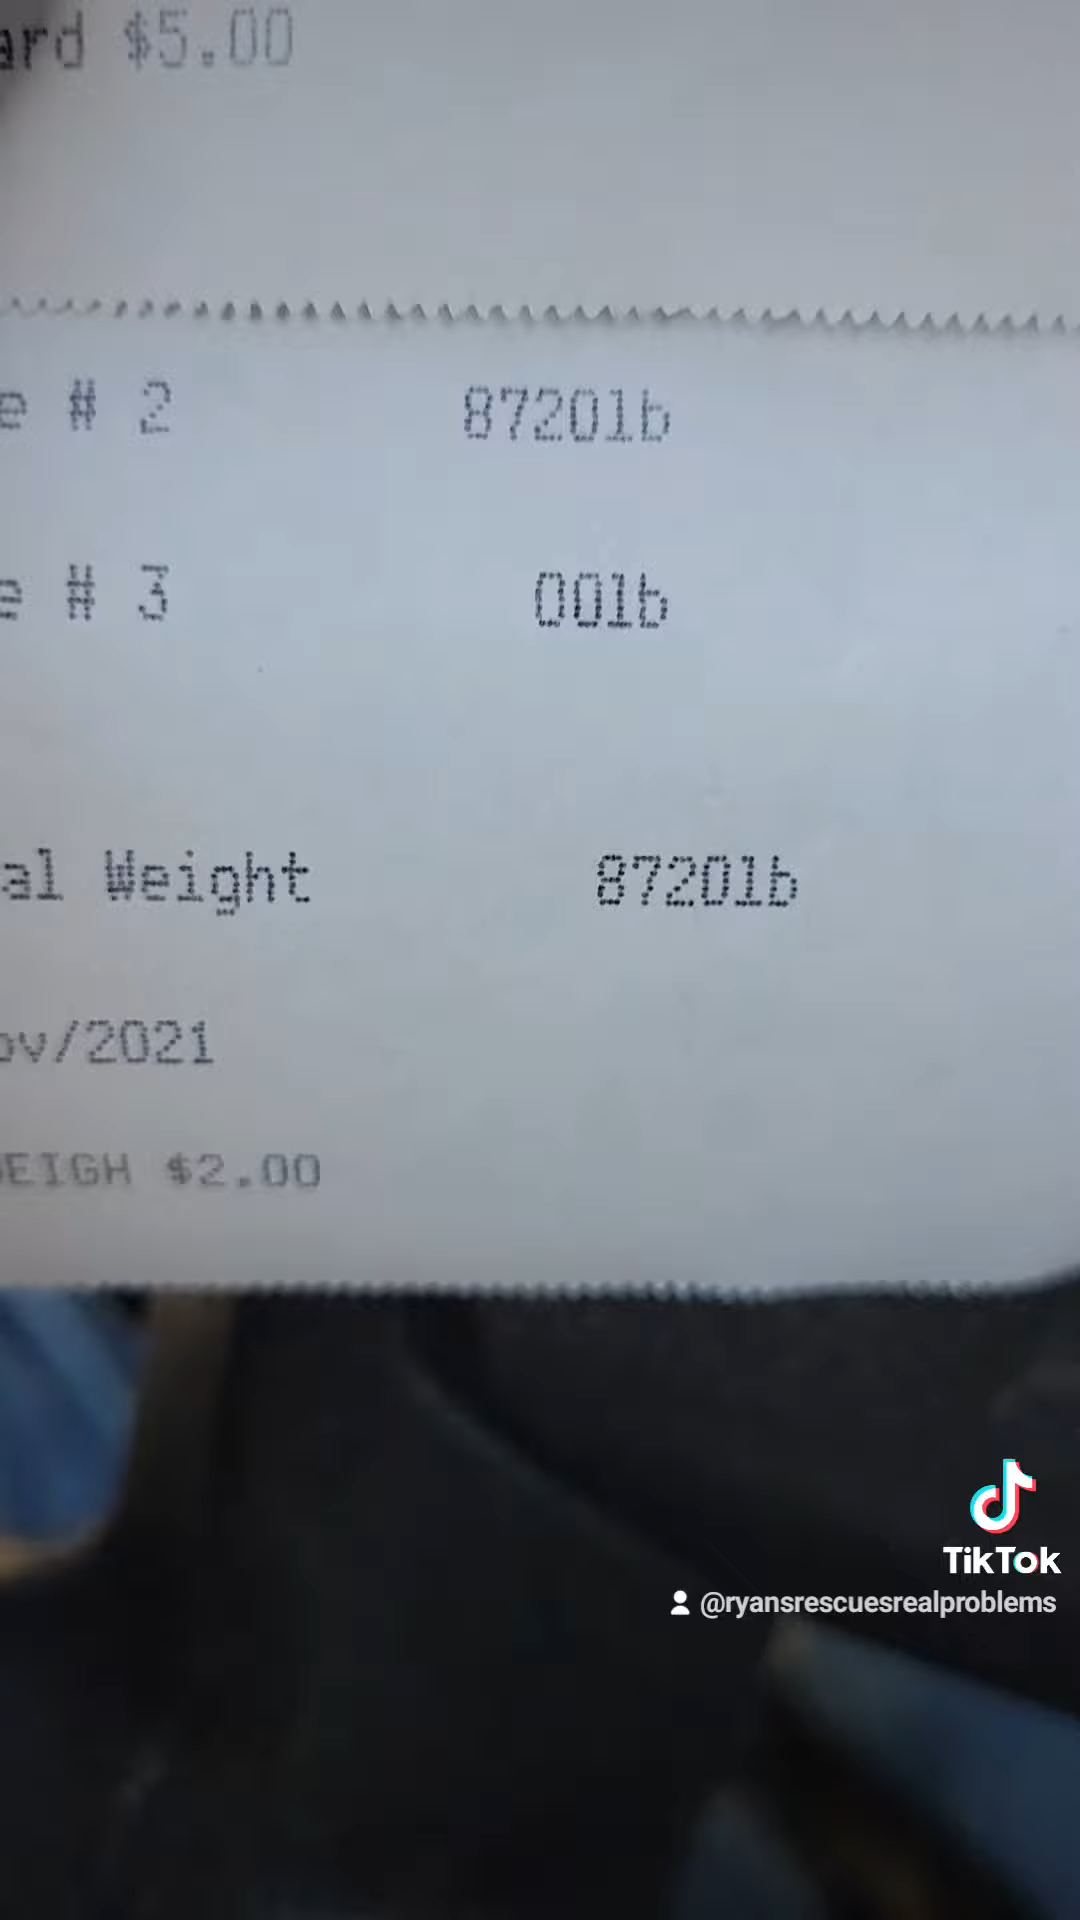 ard $5.00
e # 2 8720lb
e # 3 00lb
al Weight 8720lb
ov/2021
EIGH $2.00
TikTok
@ryansrescuesrealproblems